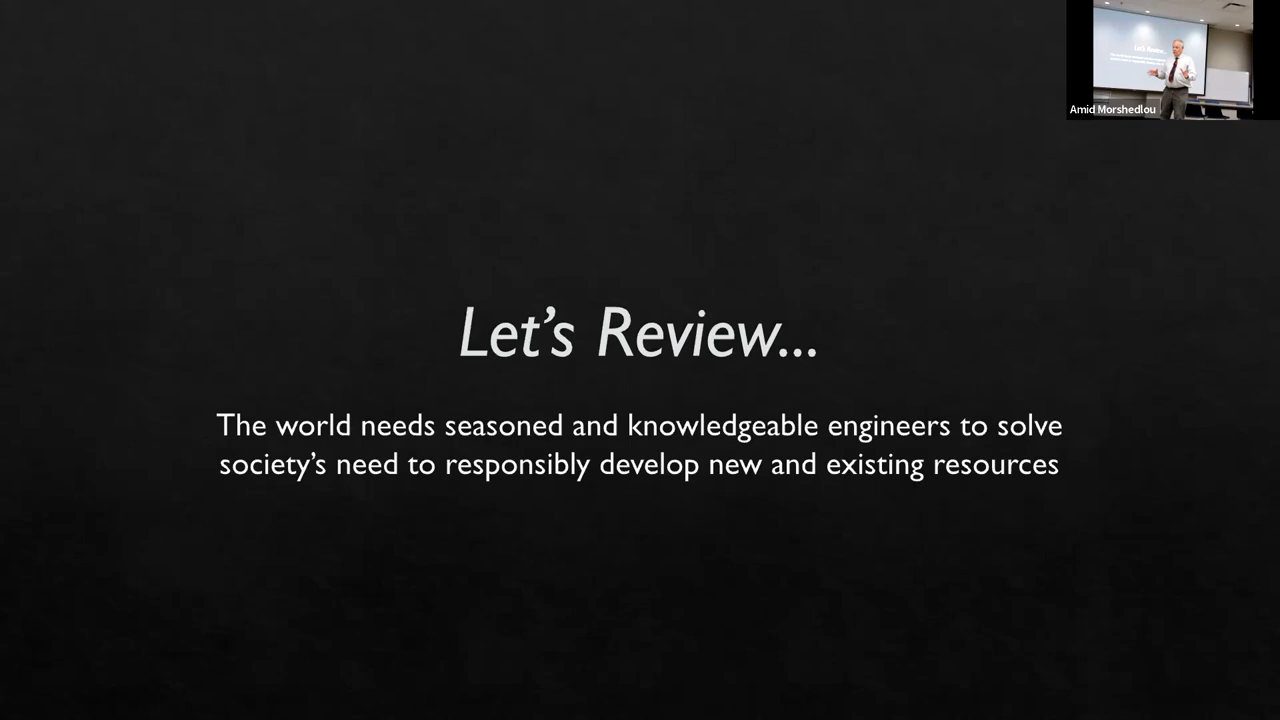 Amid Morshedlou
Let's Review...
The world needs seasoned and knowledgeable engineers to solve
society's need to responsibly develop new and existing resources